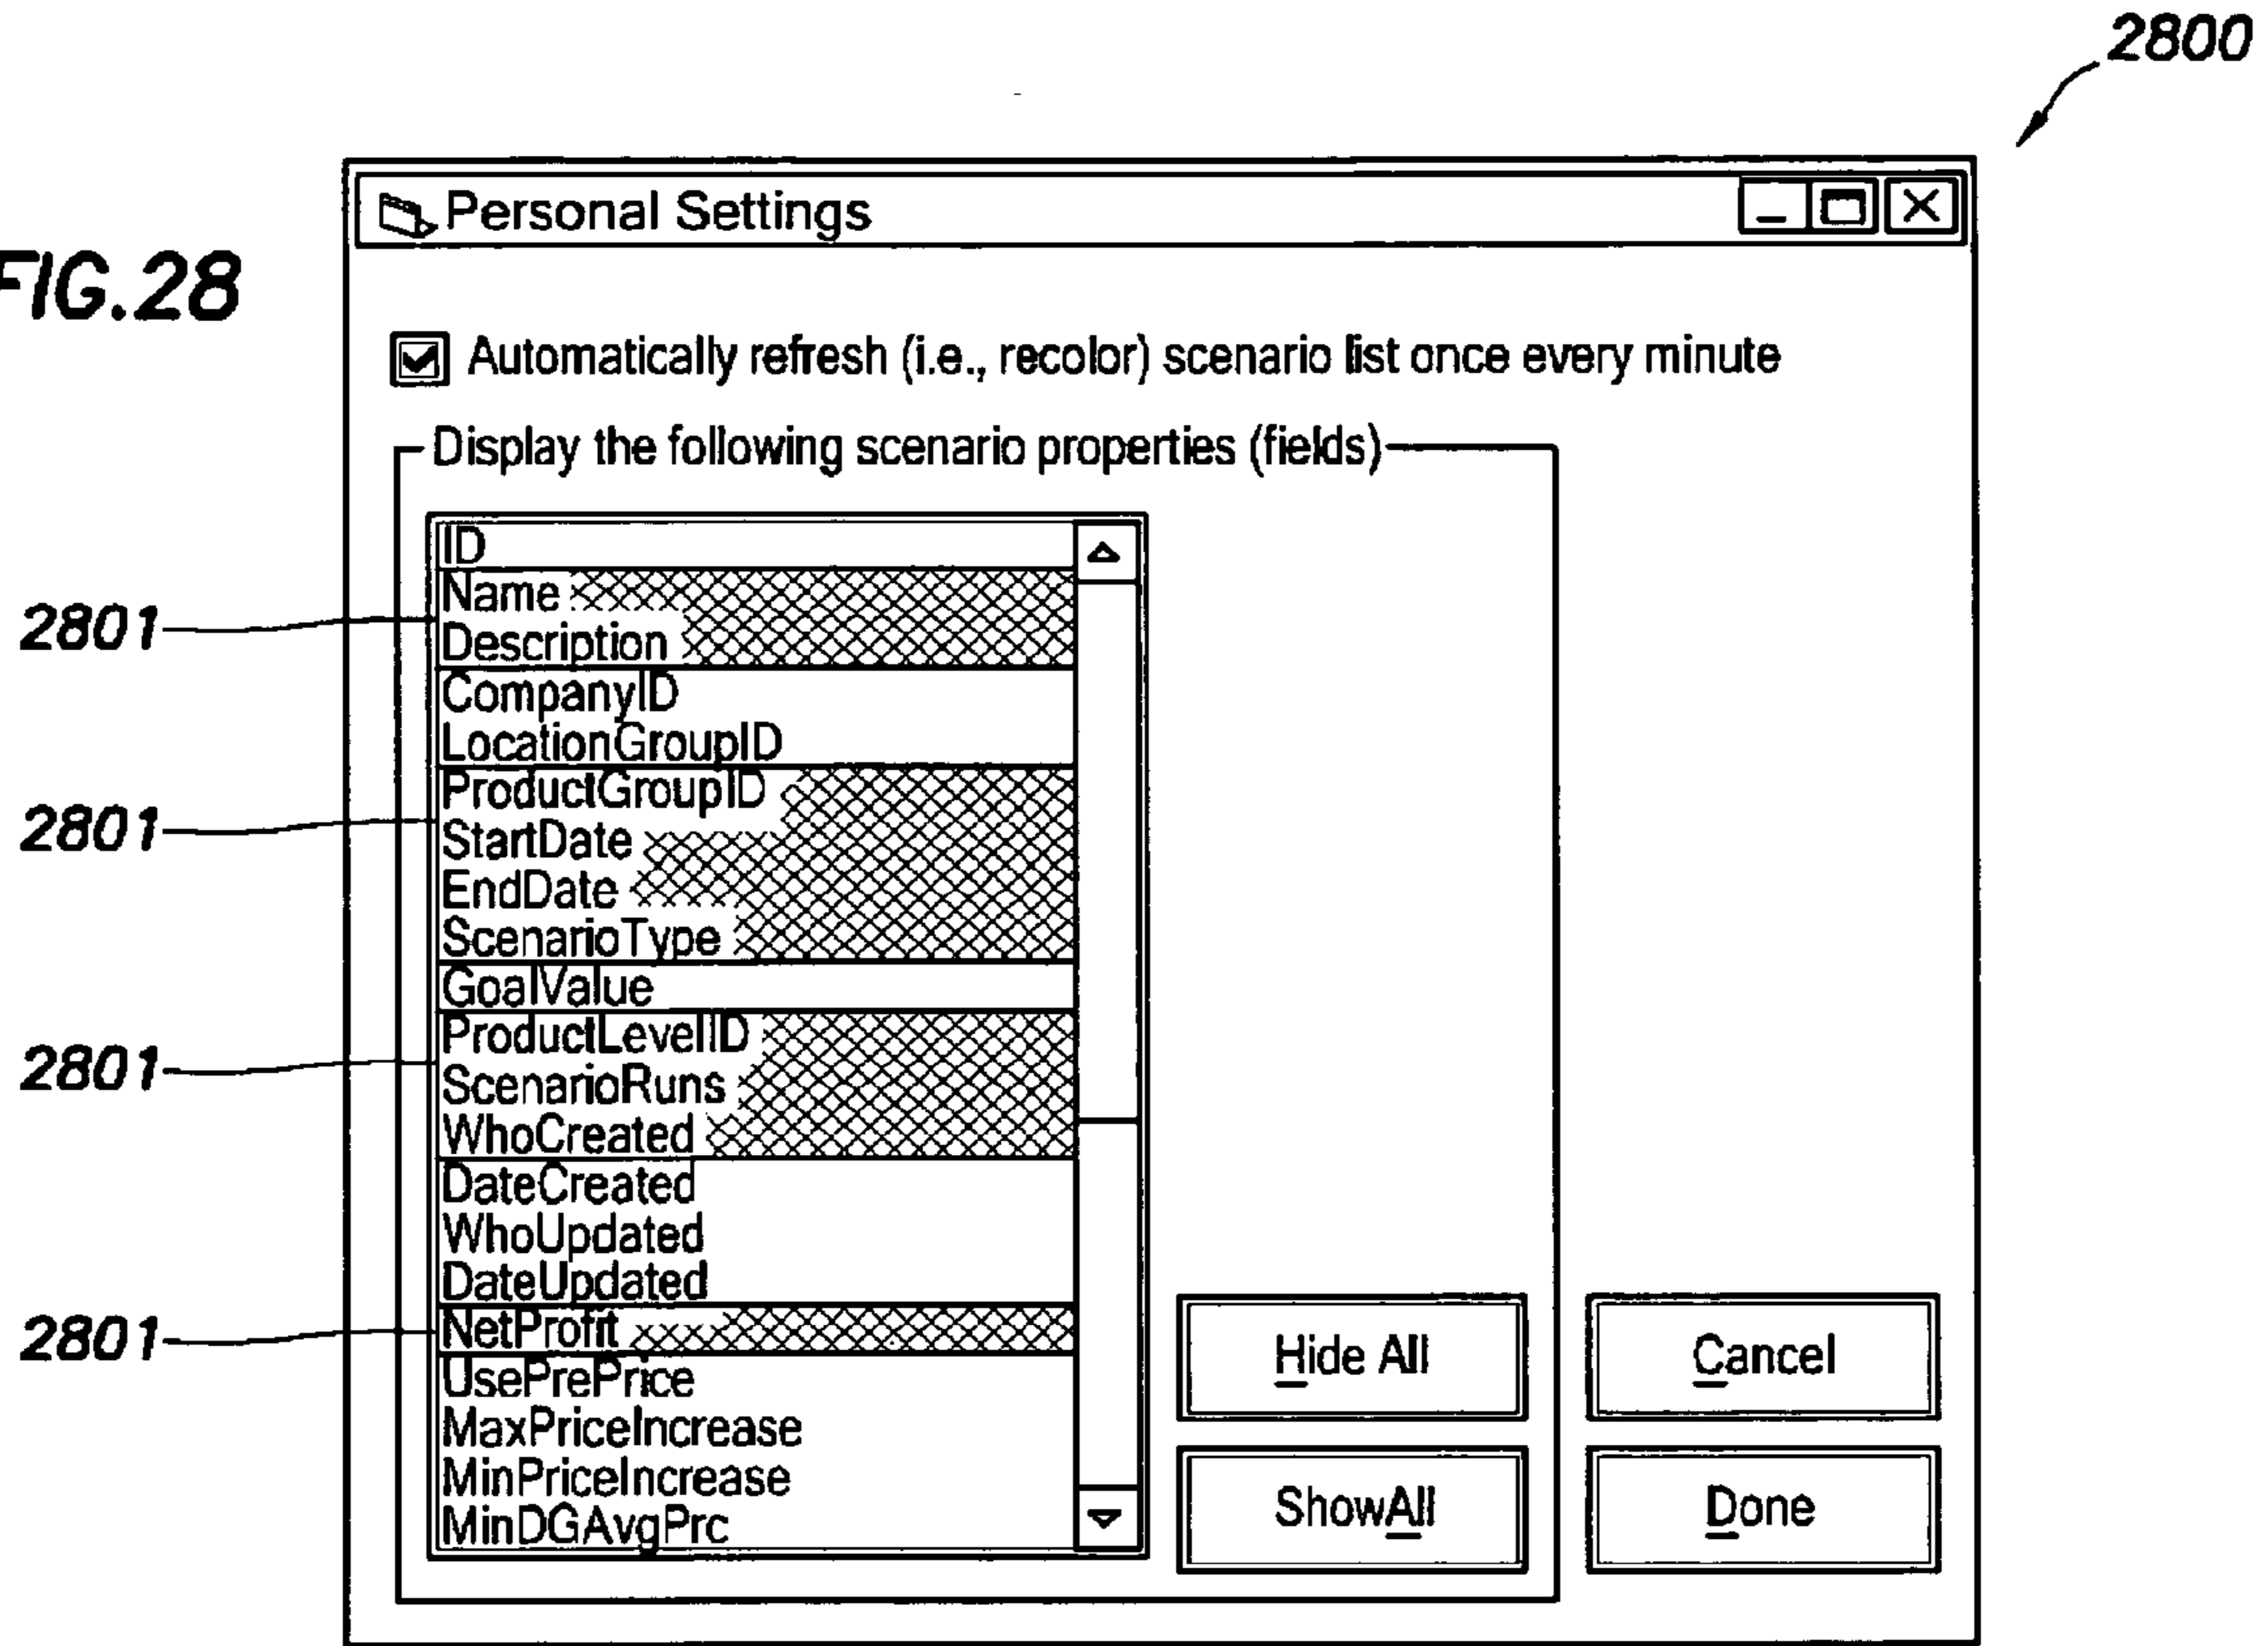 2800
FIG.28
Personal Settings
Automatically refresh (i.e., recolor) scenario list once every minute
Display the following scenario properties (fields)
ID
Name
2801
Description
CompanyID
LocationGroupID
ProductGroupID
2801
StartDate
EndDate
ScenarioType
GoalValue
ProductLevelID
2801
ScenarioRuns
WhoCreated
DateCreated
WhoUpdated
DateUpdated
2801
NetProfit
UsePrePrice
MaxPriceIncrease
MinPriceIncrease
MinDGAvgPrc
Hide All
Cancel
ShowAll
Done